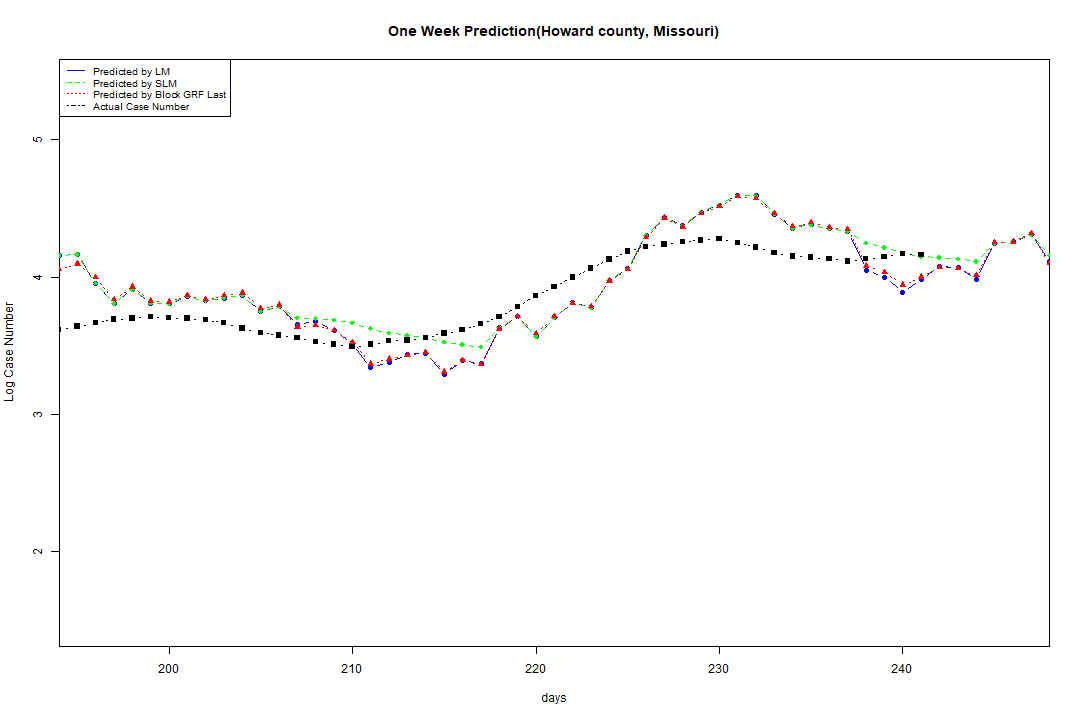 One Week Prediction(Howard county, Missouri)
Predicted by LM
Predicted by SLM
Predicted by Block GRF Last
Actual Case Number
5
4
3
2
Log Case Number
200 210 220 230 240
days